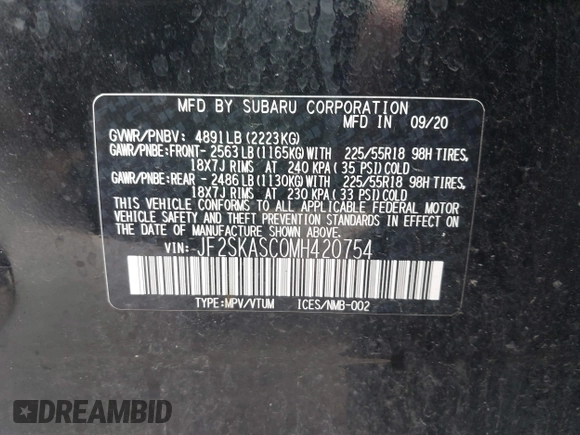 MFD BY SUBARU CORPORATION
MFD IN 09/20
GVWR/PNBV: 4891LB (2223KG)
GAWR/PNBE:FRONT-2563LB(1165KG)WITH 225/55R18 98H TIRES,
18X7J RIMS AT 240 KPA (35 PSI)COLD
GAWR/PNBE:REAR -2486LB(1130KG)WITH 225/55R18 98H TIRES,
18X7J RIMS AT 230 KPA (33 PSI)COLD
THIS VEHICLE CONFORMS TO ALL APPLICABLE FEDERAL MOTOR
VEHICLE SAFETY AND THEFT PREVENTION STANDARDS IN EFFECT ON
THE DATE OF MANUFACTURE SHOWN ABOVE.
VIN: JF2SKASC0MH420754
TYPE:MPV/VTUM ICES/NMB-002
DREAMBID